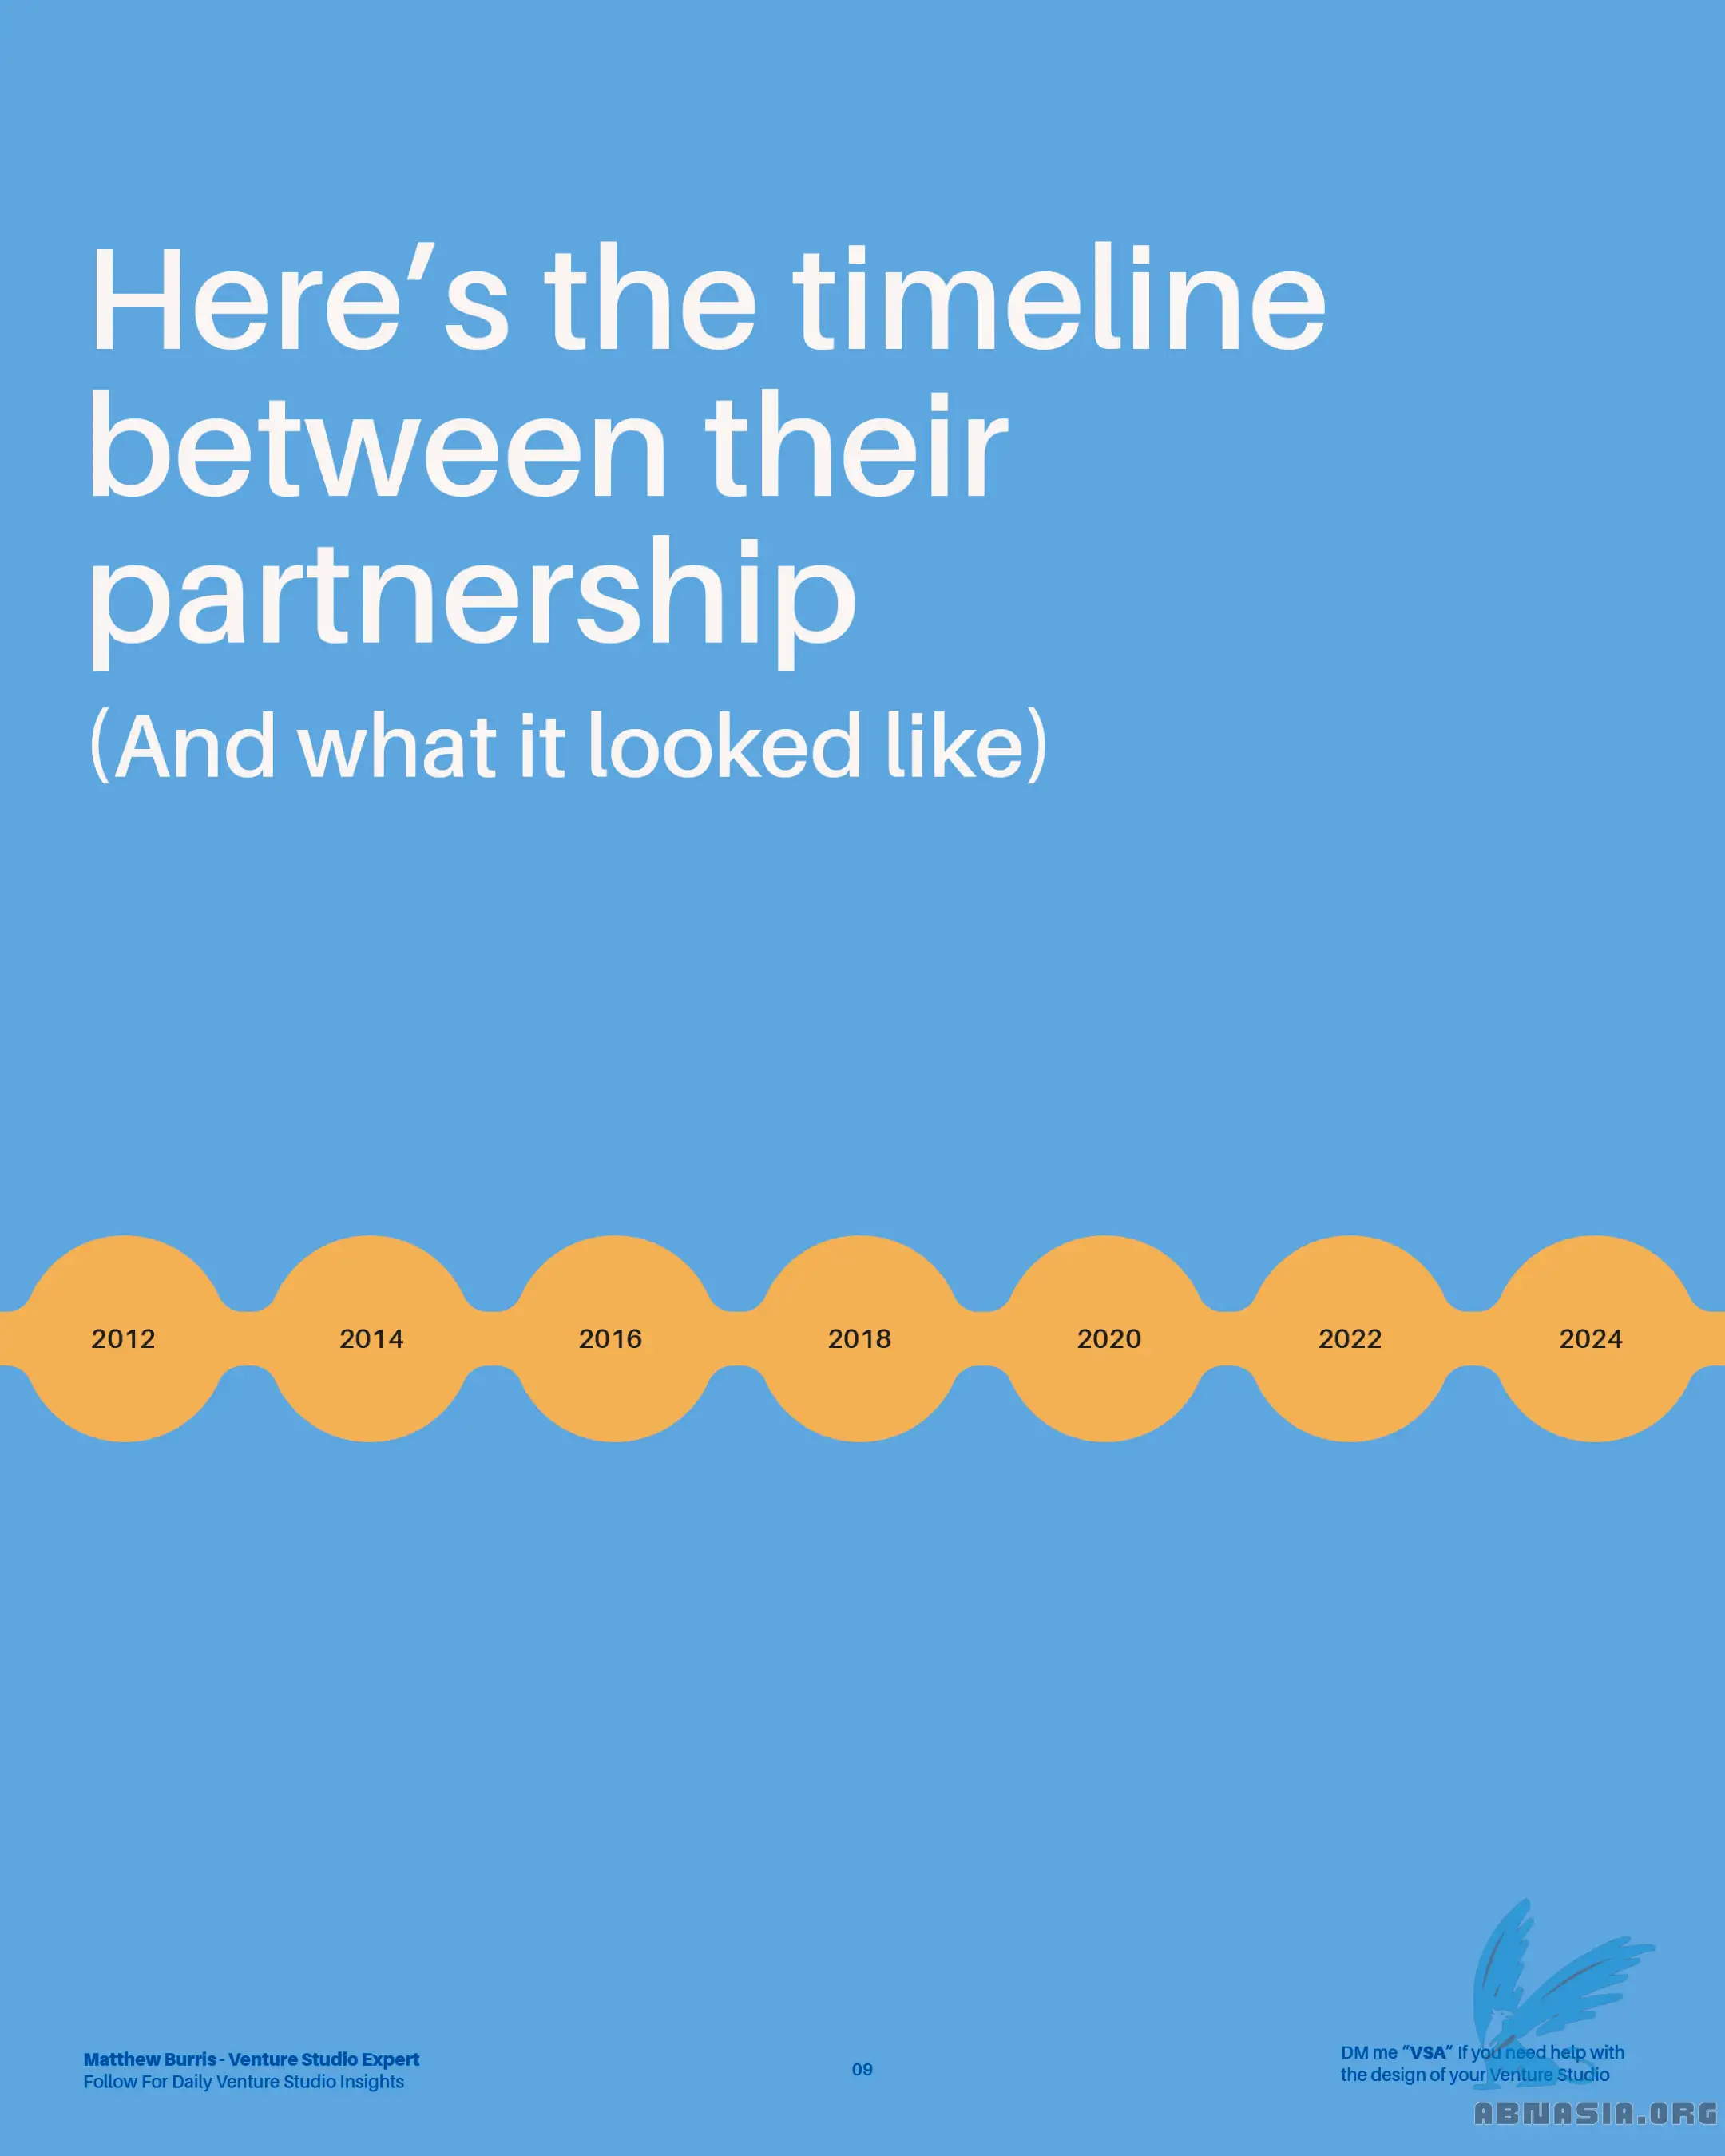 Here's the timeline
between their
partnership
(And what it looked like)
2012 2014 2016 2018 2020 2022 2024
Matthew Burris - Venture Studio Expert
Follow For Daily Venture Studio Insights
09
DM me "VSA" If you need help with
the design of your Venture Studio
ABNASIA.ORG